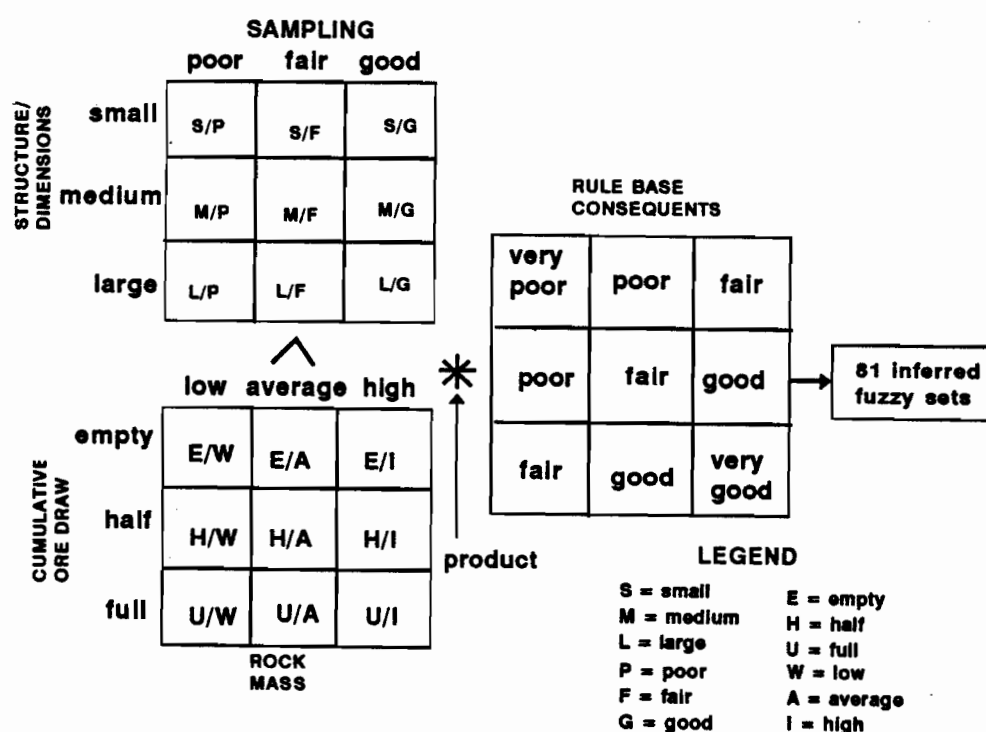 SAMPLING
poor fair good
STRUCTURE/
DIMENSIONS
small
S/P S/F S/G
medium
M/P M/F M/G
large
L/P L/F L/G
low average high
CUMULATIVE
ORE DRAW
empty
E/W E/A E/I
half
H/W H/A H/I
full
U/W U/A U/I
ROCK
MASS
product
RULE BASE
CONSEQUENTS
very
poor poor fair
poor fair good
fair good very
good
81 inferred
fuzzy sets
LEGEND
S = small
M = medium
L = large
P = poor
F = fair
G = good
E = empty
H = half
U = full
W = low
A = average
I = high